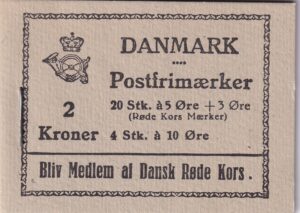 DANMARK
Postfrimærker
2
Kroner
20 Stk. à 5 Øre + 3 Øre
(Røde Kors Mærker)
4 Stk. à 10 Øre
Bliv Medlem af Dansk Røde Kors.